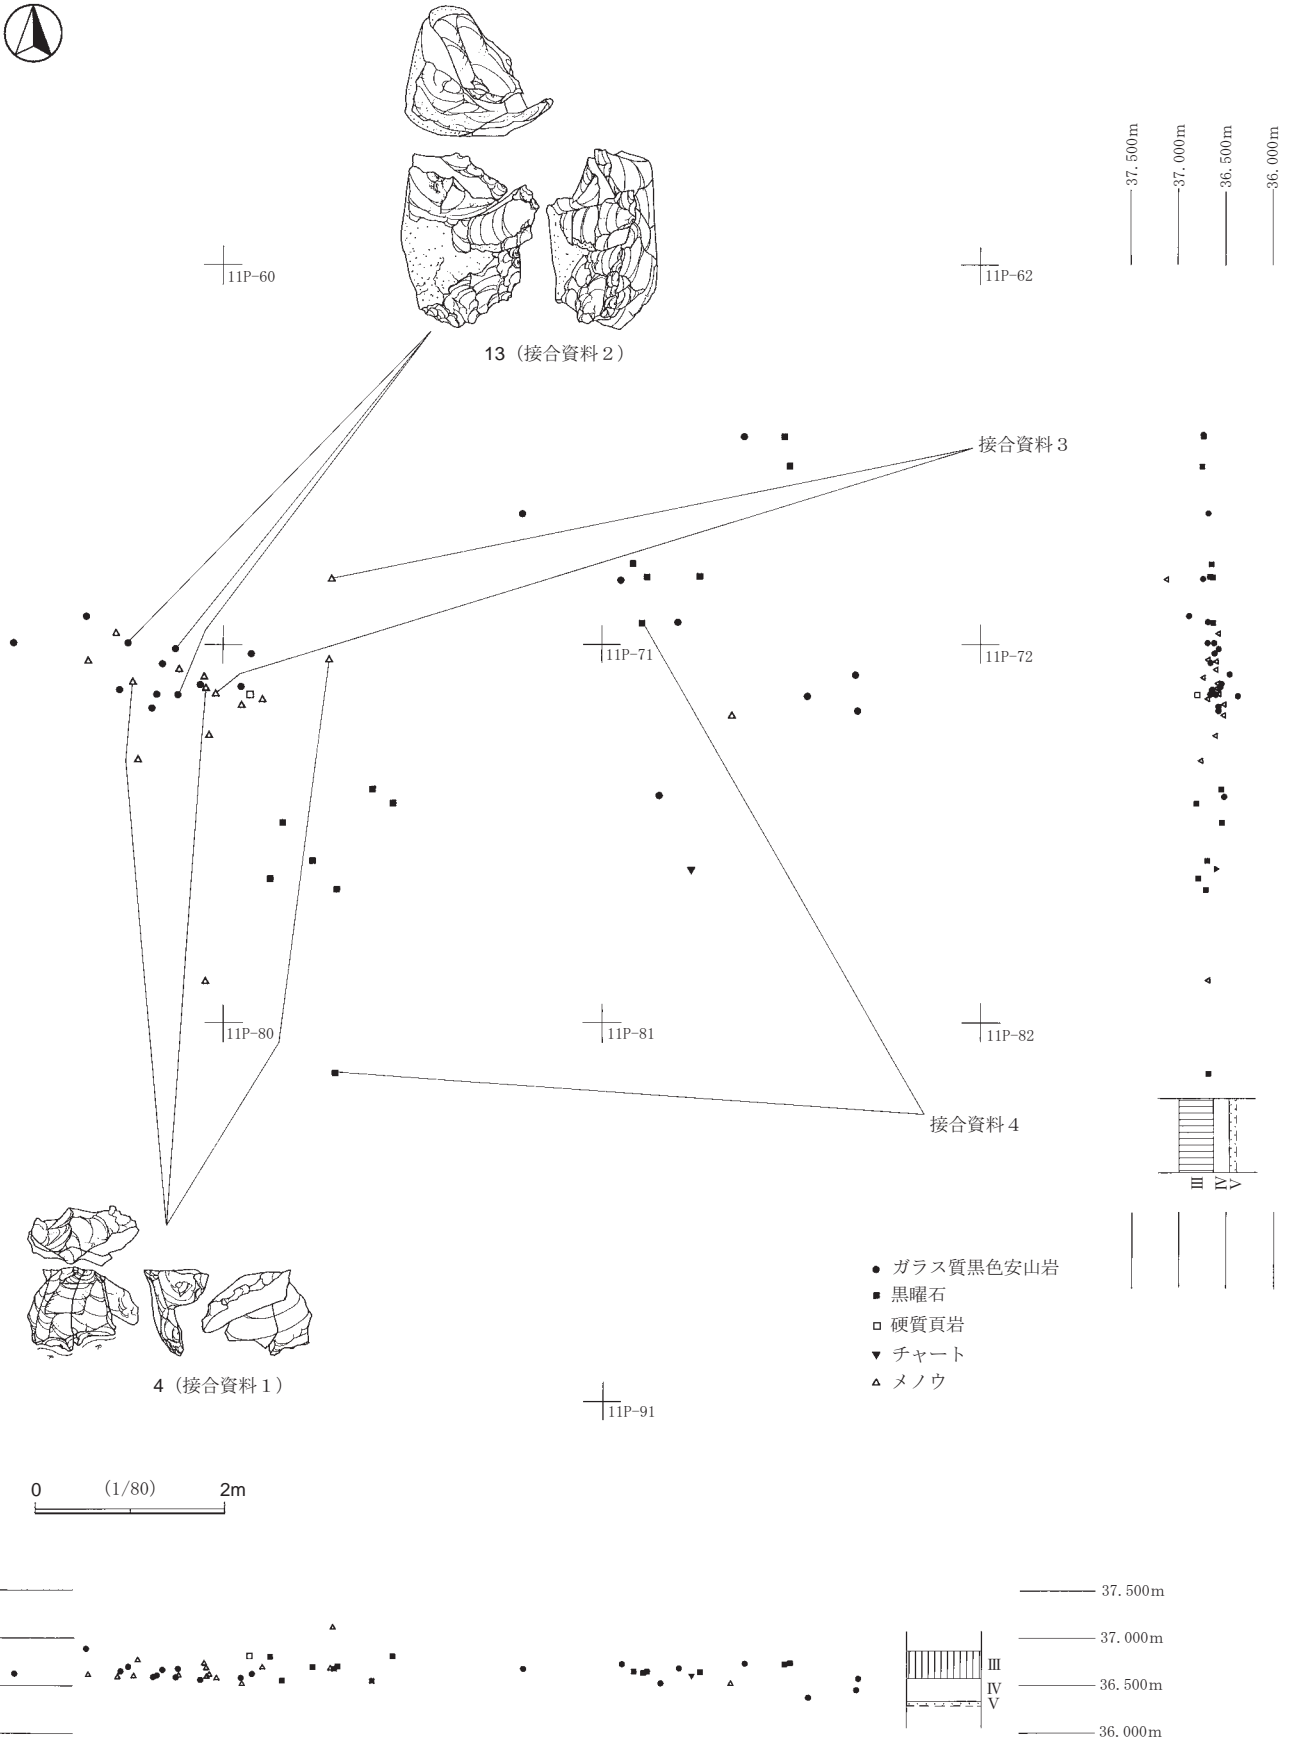 37.500m
37.000m
36.500m
36.000m
11P-60
11P-62
13（接合資料２）
接合資料３
11P-71
11P-72
11P-80
11P-81
11P-82
接合資料４
Ⅲ
Ⅳ
Ⅴ
● ガラス質黒色安山岩
■ 黒曜石
□ 硬質頁岩
▼ チャート
△ メノウ
4（接合資料１）
11P-91
0 (1/80) 2m
37.500m
37.000m
Ⅲ
36.500m
Ⅳ
Ⅴ
36.000m